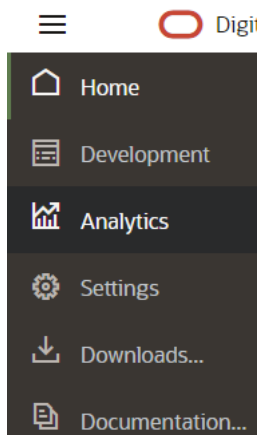 Digit
Home
Development
Analytics
Settings
Downloads...
Documentation...